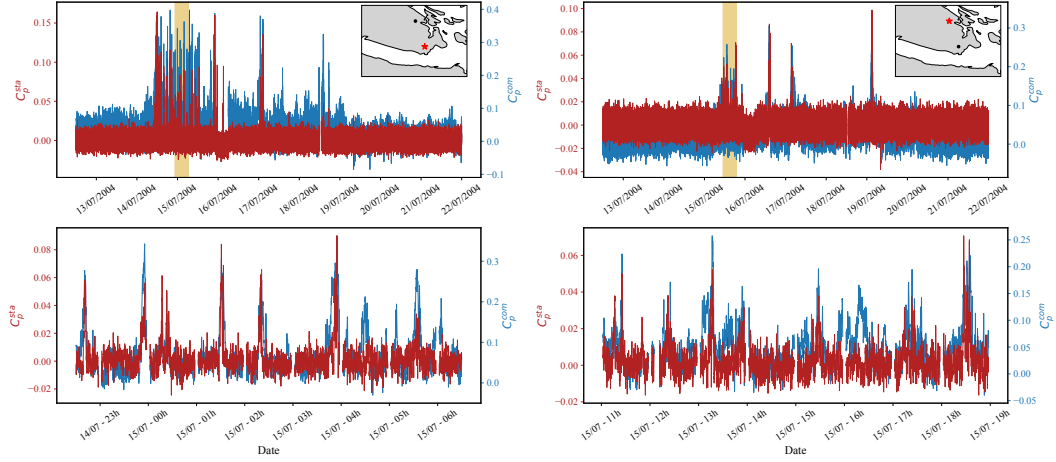 0.15
0.10
0.05
0.00
C_p^sta
0.4
0.3
0.2
0.1
0.0
−0.1
C_p^com
13/07/2004
14/07/2004
15/07/2004
16/07/2004
17/07/2004
18/07/2004
19/07/2004
20/07/2004
21/07/2004
22/07/2004
0.10
0.08
0.06
0.04
0.02
0.00
−0.02
−0.04
C_p^sta
0.3
0.2
0.1
0.0
C_p^com
13/07/2004
14/07/2004
15/07/2004
16/07/2004
17/07/2004
18/07/2004
19/07/2004
20/07/2004
21/07/2004
22/07/2004
0.08
0.06
0.04
0.02
0.00
−0.02
C_p^sta
0.3
0.2
0.1
0.0
C_p^com
14/07 - 23h
15/07 - 00h
15/07 - 01h
15/07 - 02h
15/07 - 03h
15/07 - 04h
15/07 - 05h
15/07 - 06h
Date
0.06
0.04
0.02
0.00
−0.02
C_p^sta
0.25
0.20
0.15
0.10
0.05
0.00
−0.05
C_p^com
15/07 - 11h
15/07 - 12h
15/07 - 13h
15/07 - 14h
15/07 - 15h
15/07 - 16h
15/07 - 17h
15/07 - 18h
15/07 - 19h
Date